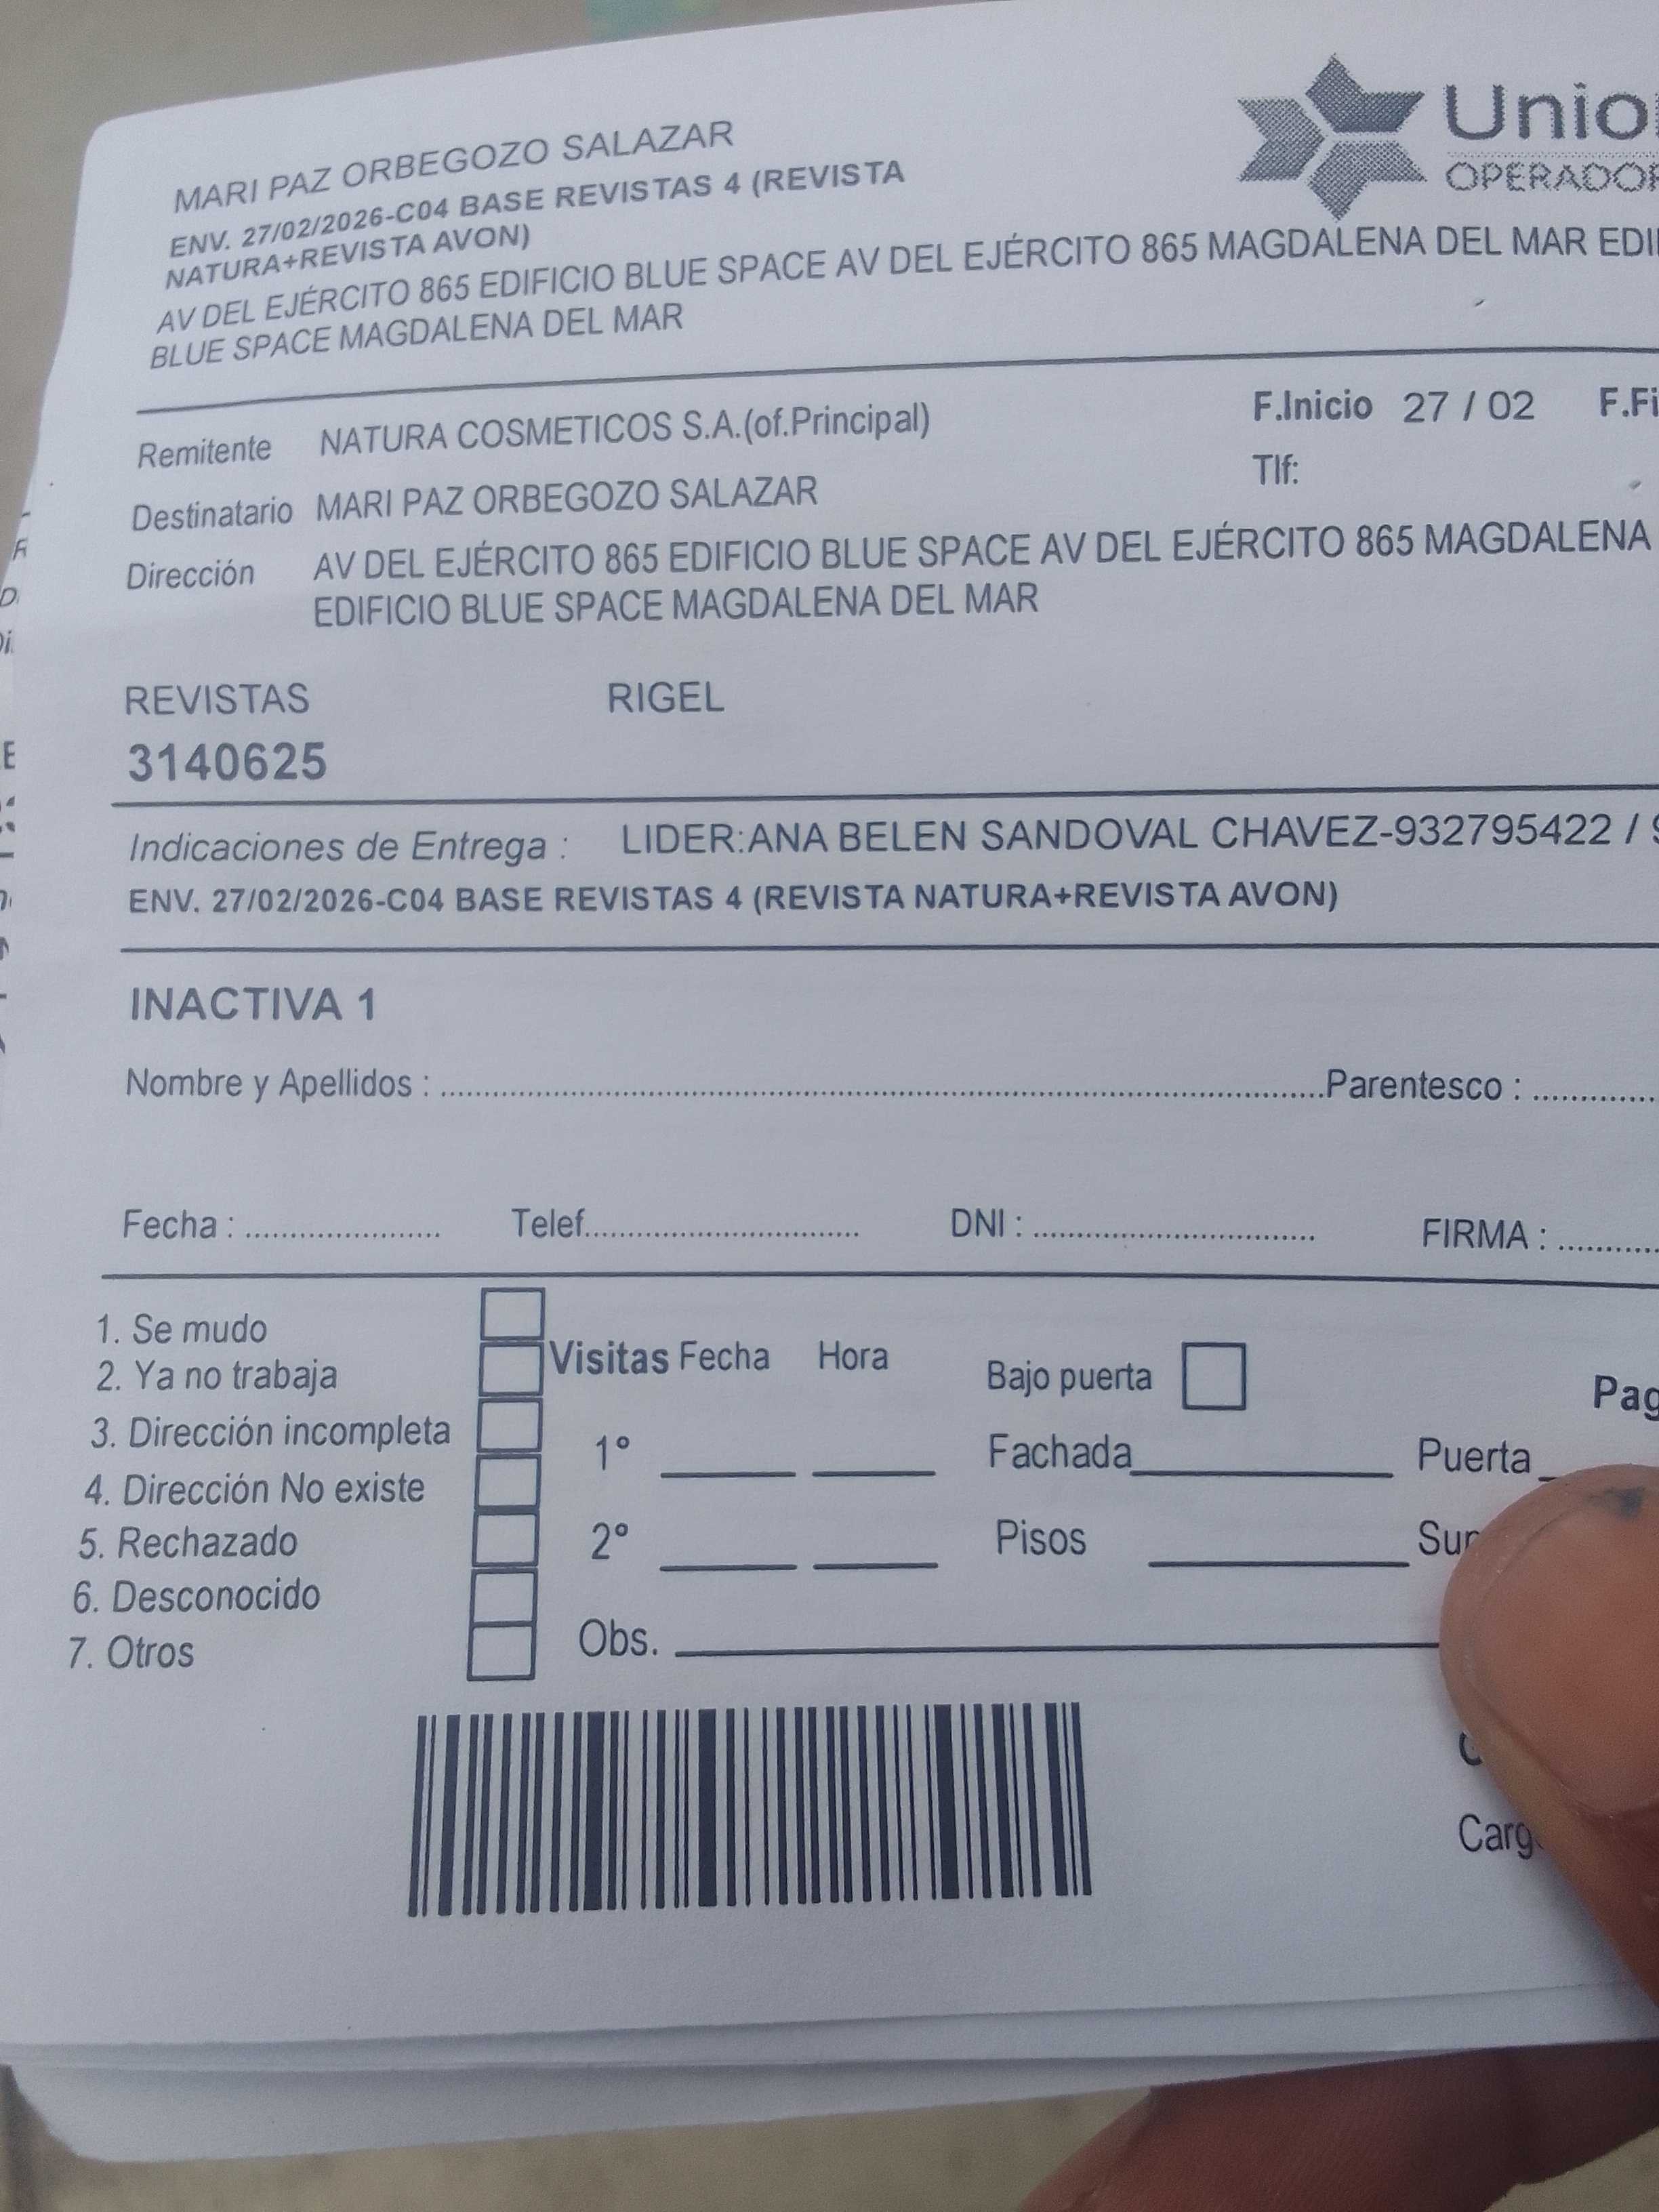 MARI PAZ ORBEGOZO SALAZAR
ENV. 27/02/2026-C04 BASE REVISTAS 4 (REVISTA
NATURA+REVISTA AVON)
AV DEL EJÉRCITO 865 EDIFICIO BLUE SPACE AV DEL EJÉRCITO 865 MAGDALENA DEL MAR EDI
BLUE SPACE MAGDALENA DEL MAR
Unio
OPERADOR
Remitente NATURA COSMETICOS S.A.(of.Principal) F.Inicio 27 / 02 F.Fi
Tlf:
Destinatario MARI PAZ ORBEGOZO SALAZAR
Dirección AV DEL EJÉRCITO 865 EDIFICIO BLUE SPACE AV DEL EJÉRCITO 865 MAGDALENA
EDIFICIO BLUE SPACE MAGDALENA DEL MAR
REVISTAS RIGEL
3140625
Indicaciones de Entrega : LIDER:ANA BELEN SANDOVAL CHAVEZ-932795422 / 9
ENV. 27/02/2026-C04 BASE REVISTAS 4 (REVISTA NATURA+REVISTA AVON)
INACTIVA 1
Nombre y Apellidos : Parentesco :
Fecha : Telef. DNI : FIRMA :
1. Se mudo
2. Ya no trabaja
3. Dirección incompleta
4. Dirección No existe
5. Rechazado
6. Desconocido
7. Otros
Visitas Fecha Hora
1°
2°
Obs.
Bajo puerta Pag
Fachada Puerta
Pisos Sum
Carg